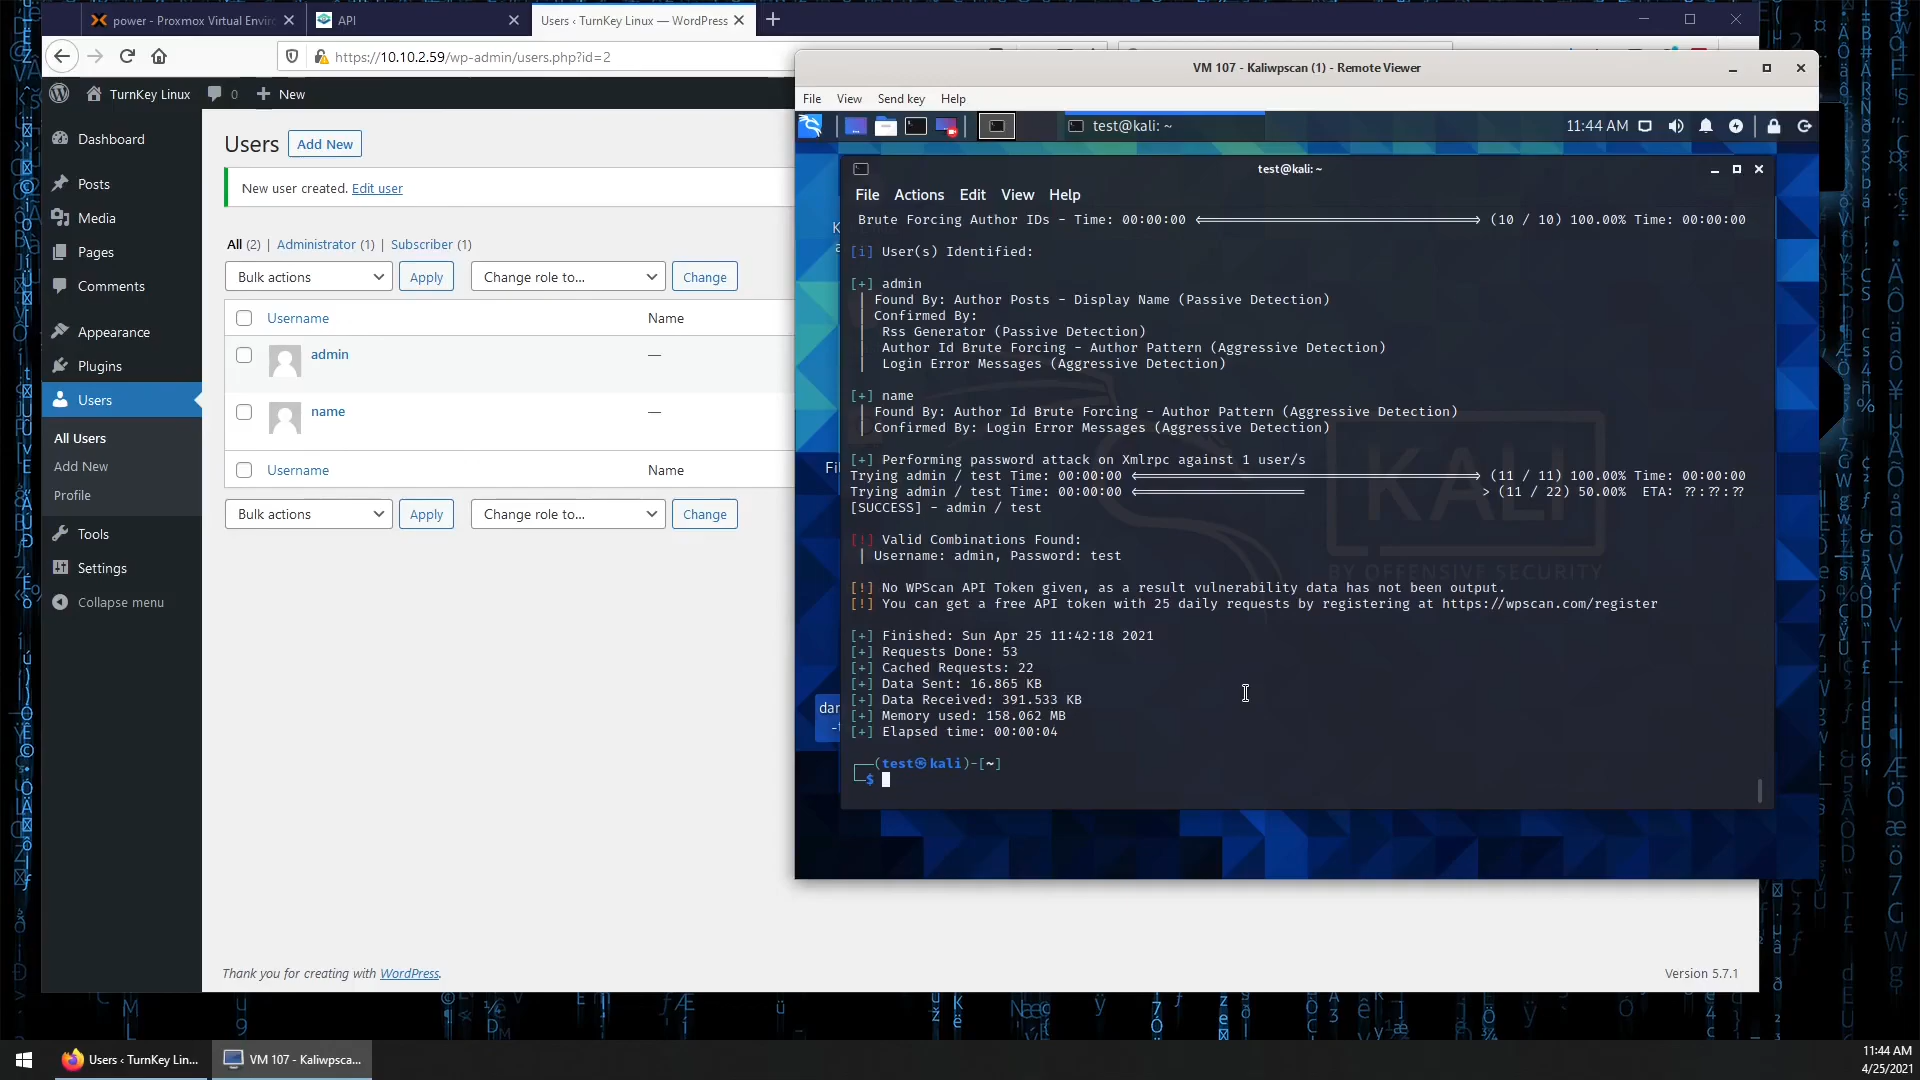 power - Proxmox Virtual Enviro
API
Users ‹ TurnKey Linux — WordPress
https://10.10.2.59/wp-admin/users.php?id=2
TurnKey Linux
0
New
Dashboard
Posts
Media
Pages
Comments
Appearance
Plugins
Users
All Users
Add New
Profile
Tools
Settings
Collapse menu
Users
Add New
New user created. Edit user
All (2) | Administrator (1) | Subscriber (1)
Bulk actions
Apply
Change role to...
Change
Username
Name
admin
—
name
—
Username
Name
Bulk actions
Apply
Change role to...
Change
Thank you for creating with WordPress.
Version 5.7.1
VM 107 - Kaliwpscan (1) - Remote Viewer
File View Send key Help
test@kali: ~
11:44 AM
test@kali: ~
File Actions Edit View Help
Brute Forcing Author IDs - Time: 00:00:00 <==================================> (10 / 10) 100.00% Time: 00:00:00
[i] User(s) Identified:
[+] admin
| Found By: Author Posts - Display Name (Passive Detection)
| Confirmed By:
| Rss Generator (Passive Detection)
| Author Id Brute Forcing - Author Pattern (Aggressive Detection)
| Login Error Messages (Aggressive Detection)
[+] name
| Found By: Author Id Brute Forcing - Author Pattern (Aggressive Detection)
| Confirmed By: Login Error Messages (Aggressive Detection)
[+] Performing password attack on Xmlrpc against 1 user/s
Trying admin / test Time: 00:00:00 <==========================================> (11 / 11) 100.00% Time: 00:00:00
Trying admin / test Time: 00:00:00 <===================== > (11 / 22) 50.00% ETA: ??:??:??
[SUCCESS] - admin / test
[!] Valid Combinations Found:
| Username: admin, Password: test
[!] No WPScan API Token given, as a result vulnerability data has not been output.
[!] You can get a free API token with 25 daily requests by registering at https://wpscan.com/register
[+] Finished: Sun Apr 25 11:42:18 2021
[+] Requests Done: 53
[+] Cached Requests: 22
[+] Data Sent: 16.865 KB
[+] Data Received: 391.533 KB
[+] Memory used: 158.062 MB
[+] Elapsed time: 00:00:04
(test㉿kali)-[~]
$
KALI
BY OFFENSIVE SECURITY
Users ‹ TurnKey Lin...
VM 107 - Kaliwpsca...
11:44 AM
4/25/2021